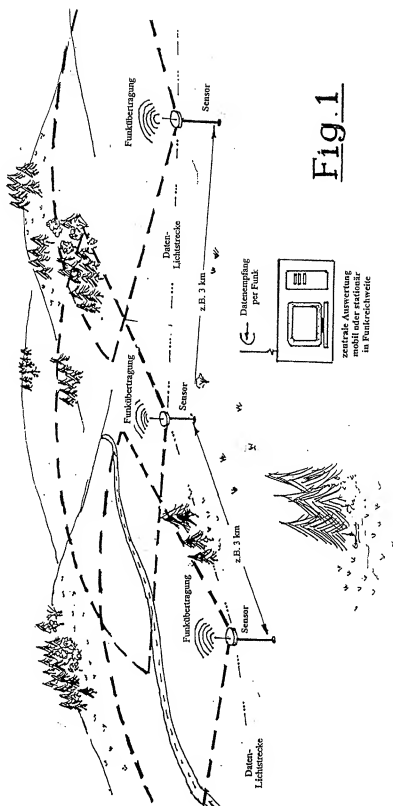 Funkübertragung
Sensor
Daten-
Lichtstrecke
z.B. 3 km
Funkübertragung
Sensor
z.B. 3 km
Funkübertragung
Sensor
Daten-
Lichtstrecke
Datenempfang
per Funk
zentrale Auswertung
mobil oder stationär
in Funkreichweite
Fig.1